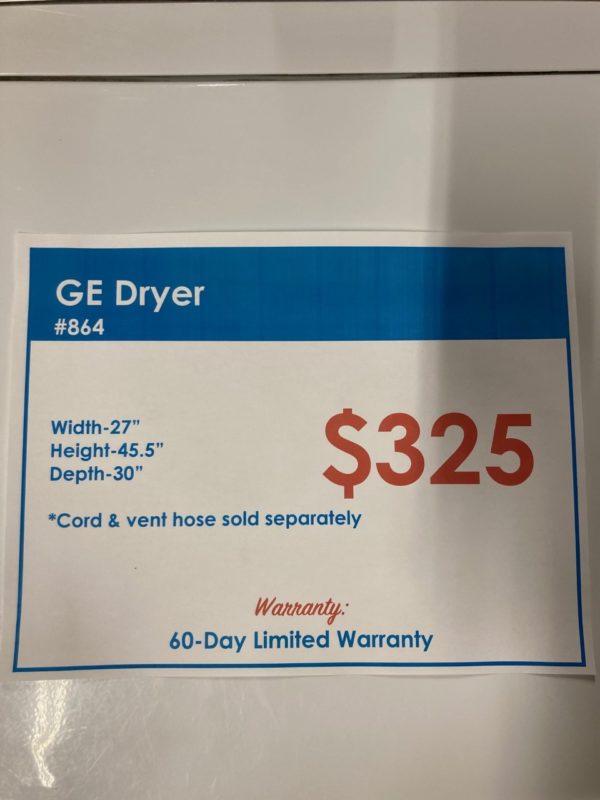 GE Dryer
#864
Width-27"
Height-45.5"
Depth-30"
$325
*Cord & vent hose sold separately
Warranty:
60-Day Limited Warranty